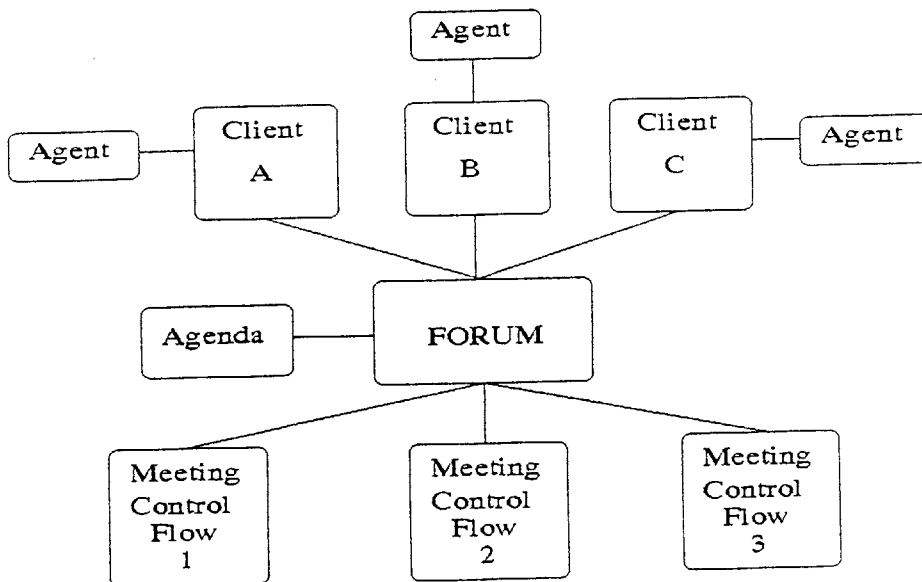 Agent
Agent
Client
A
Client
B
Client
C
Agent
Agenda
FORUM
Meeting
Control
Flow
1
Meeting
Control
Flow
2
Meeting
Control
Flow
3